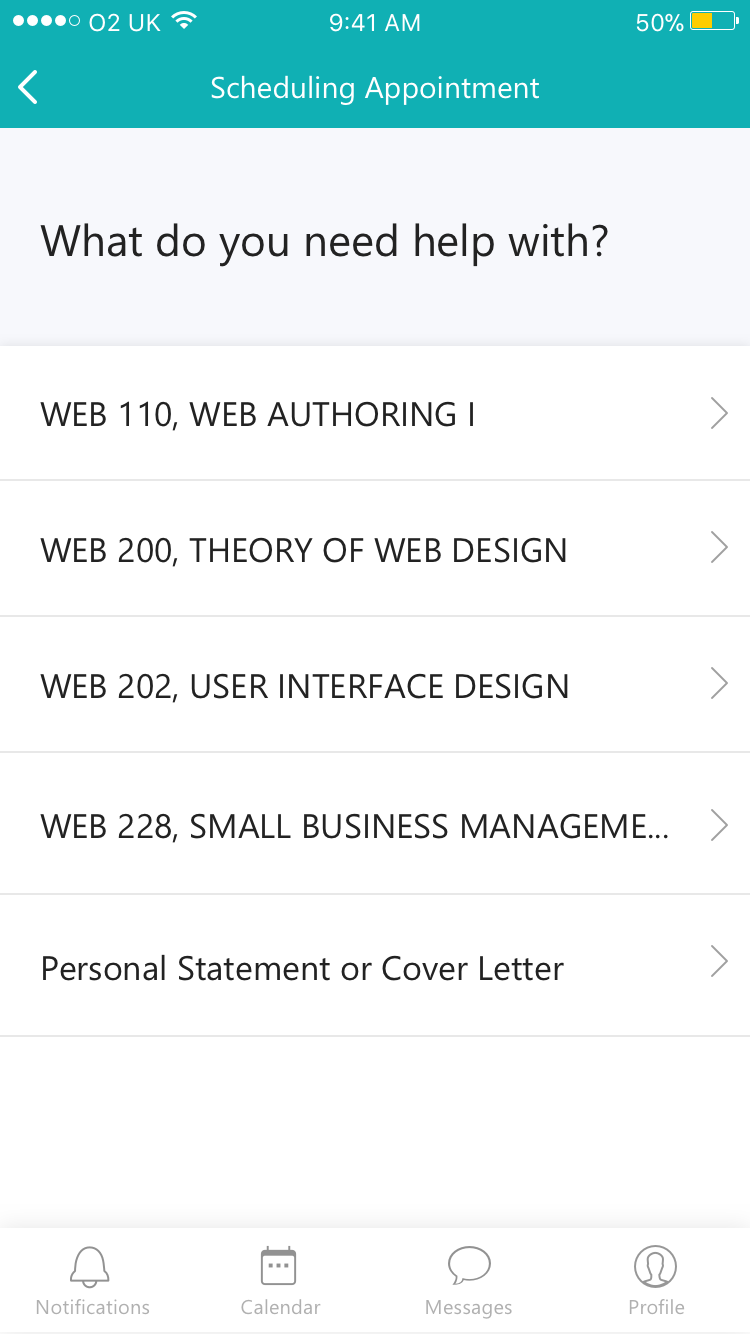 O2 UK 9:41 AM 50%
Scheduling Appointment
What do you need help with?
WEB 110, WEB AUTHORING I
WEB 200, THEORY OF WEB DESIGN
WEB 202, USER INTERFACE DESIGN
WEB 228, SMALL BUSINESS MANAGEME...
Personal Statement or Cover Letter
Notifications Calendar Messages Profile